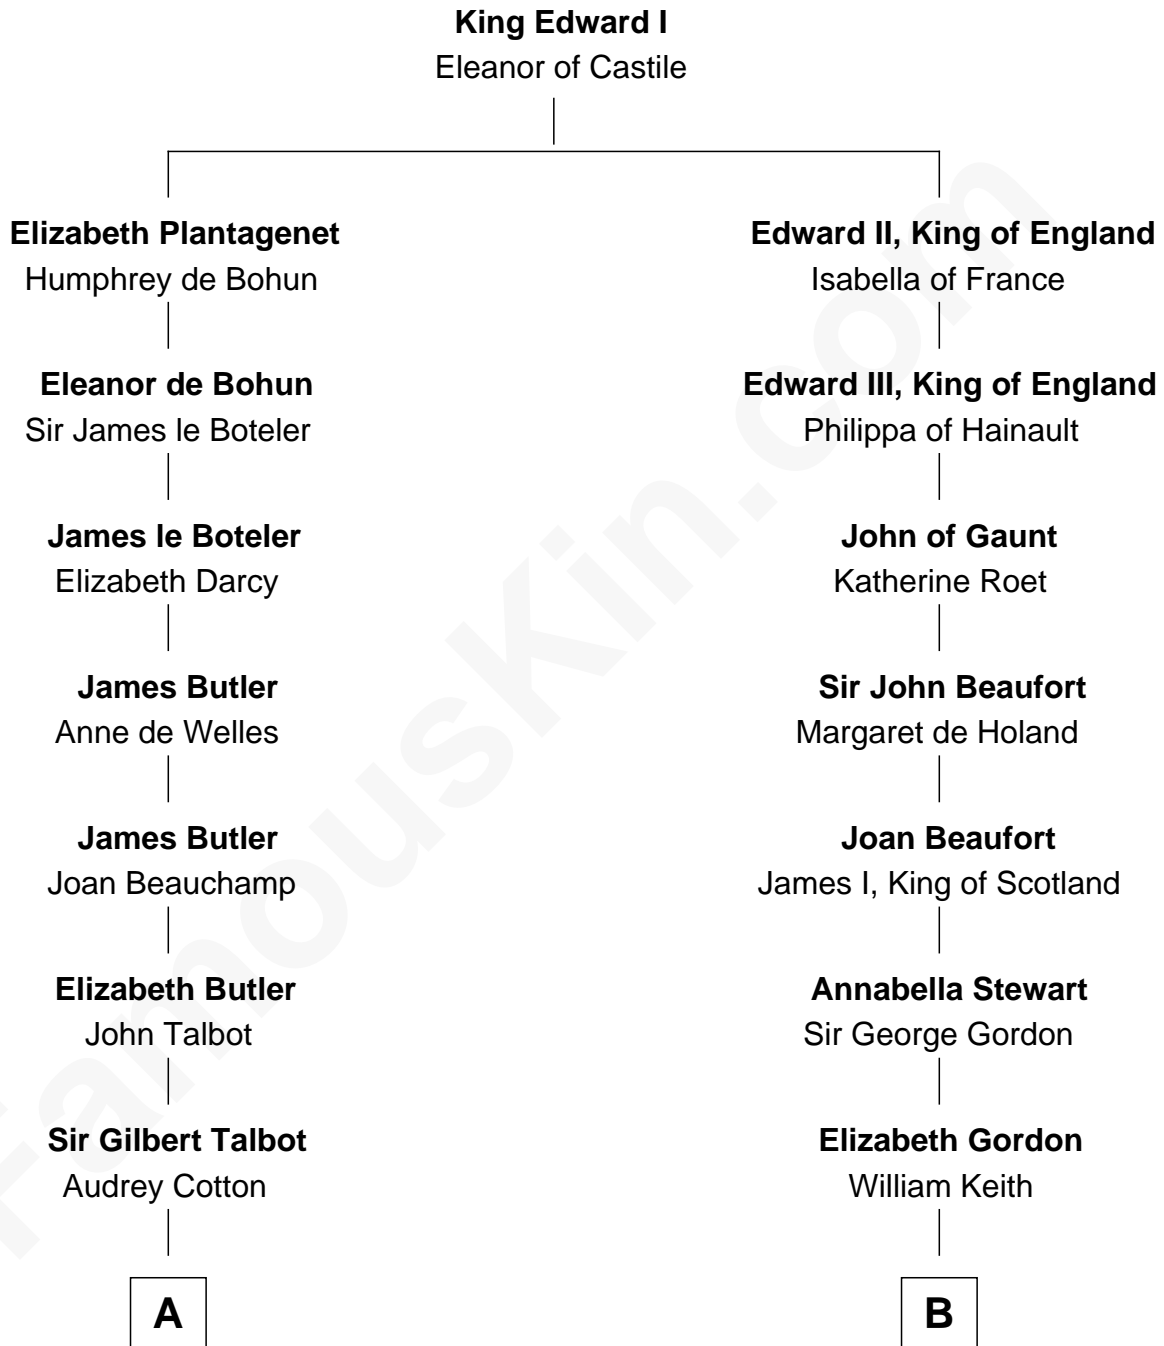 King Edward I
Eleanor of Castile
Elizabeth Plantagenet
Humphrey de Bohun
Eleanor de Bohun
Sir James le Boteler
James le Boteler
Elizabeth Darcy
James Butler
Anne de Welles
James Butler
Joan Beauchamp
Elizabeth Butler
John Talbot
Sir Gilbert Talbot
Audrey Cotton
A
Edward II, King of England
Isabella of France
Edward III, King of England
Philippa of Hainault
John of Gaunt
Katherine Roet
Sir John Beaufort
Margaret de Holand
Joan Beaufort
James I, King of Scotland
Annabella Stewart
Sir George Gordon
Elizabeth Gordon
William Keith
B
FamousKin.com